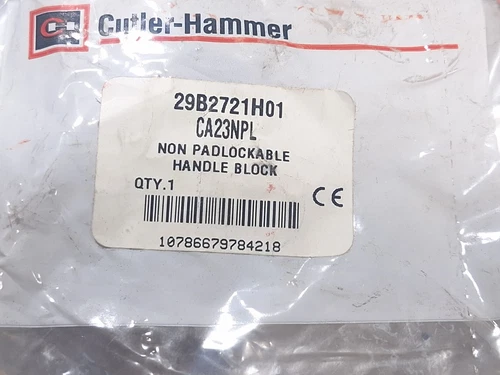 Cutler-Hammer
29B2721H01
CA23NPL
NON PADLOCKABLE
HANDLE BLOCK
QTY.1
CE
10786679784218